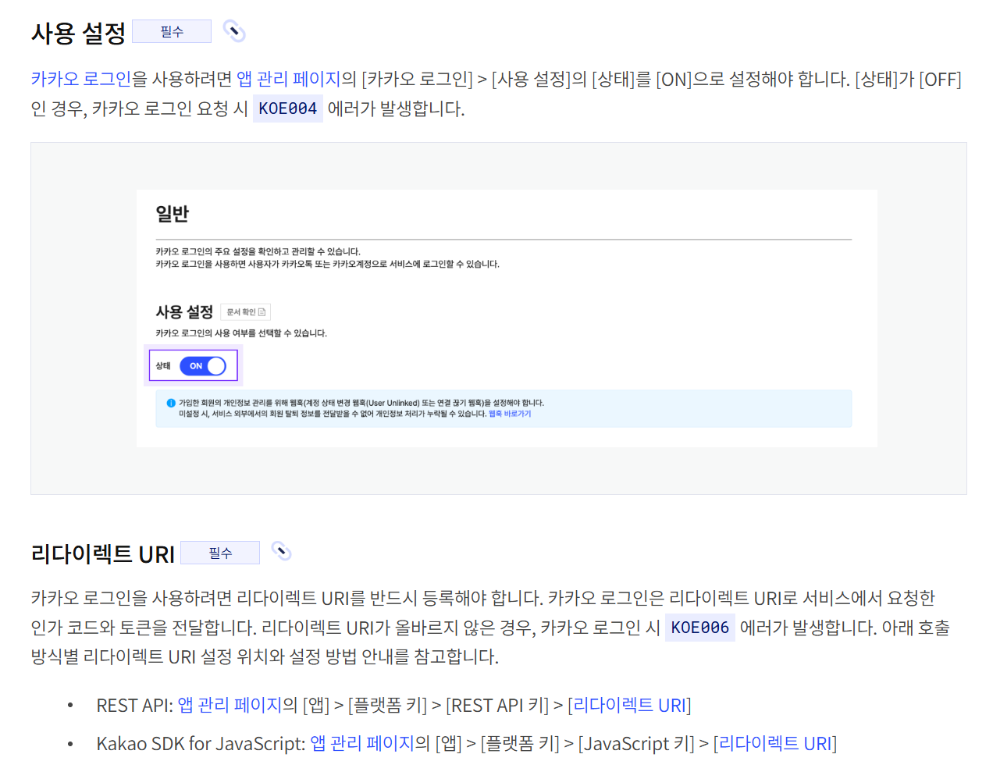 사용 설정 필수
카카오 로그인을 사용하려면 앱 관리 페이지의 [카카오 로그인] > [사용 설정]의 [상태]를 [ON]으로 설정해야 합니다. [상태]가 [OFF]
인 경우, 카카오 로그인 요청 시 KOE004 에러가 발생합니다.
일반
카카오 로그인의 주요 설정을 확인하고 관리할 수 있습니다.
카카오 로그인을 사용하면 사용자가 카카오톡 또는 카카오계정으로 서비스에 로그인할 수 있습니다.
사용 설정 문서 확인
카카오 로그인의 사용 여부를 선택할 수 있습니다.
상태 ON
가입한 회원의 개인정보 관리를 위해 웹훅(계정 상태 변경 웹훅(User Unlinked) 또는 연결 끊기 웹훅)을 설정해야 합니다.
미설정 시, 서비스 외부에서의 회원 탈퇴 정보를 전달받을 수 없어 개인정보 처리가 누락될 수 있습니다. 웹훅 바로가기
리다이렉트 URI 필수
카카오 로그인을 사용하려면 리다이렉트 URI를 반드시 등록해야 합니다. 카카오 로그인은 리다이렉트 URI로 서비스에서 요청한
인가 코드와 토큰을 전달합니다. 리다이렉트 URI가 올바르지 않은 경우, 카카오 로그인 시 KOE006 에러가 발생합니다. 아래 호출
방식별 리다이렉트 URI 설정 위치와 설정 방법 안내를 참고합니다.
• REST API: 앱 관리 페이지의 [앱] > [플랫폼 키] > [REST API 키] > [리다이렉트 URI]
• Kakao SDK for JavaScript: 앱 관리 페이지의 [앱] > [플랫폼 키] > [JavaScript 키] > [리다이렉트 URI]